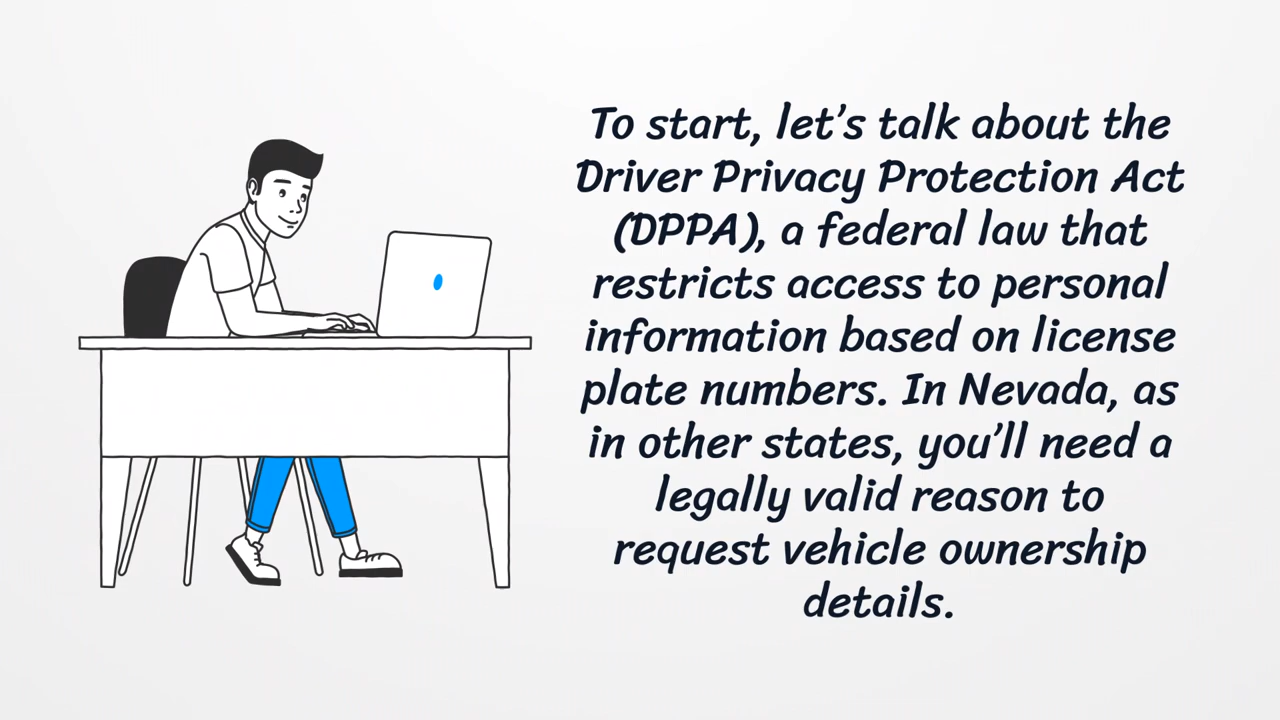 To start, let’s talk about the
Driver Privacy Protection Act
(DPPA), a federal law that
restricts access to personal
information based on license
plate numbers. In Nevada, as
in other states, you’ll need a
legally valid reason to
request vehicle ownership
details.